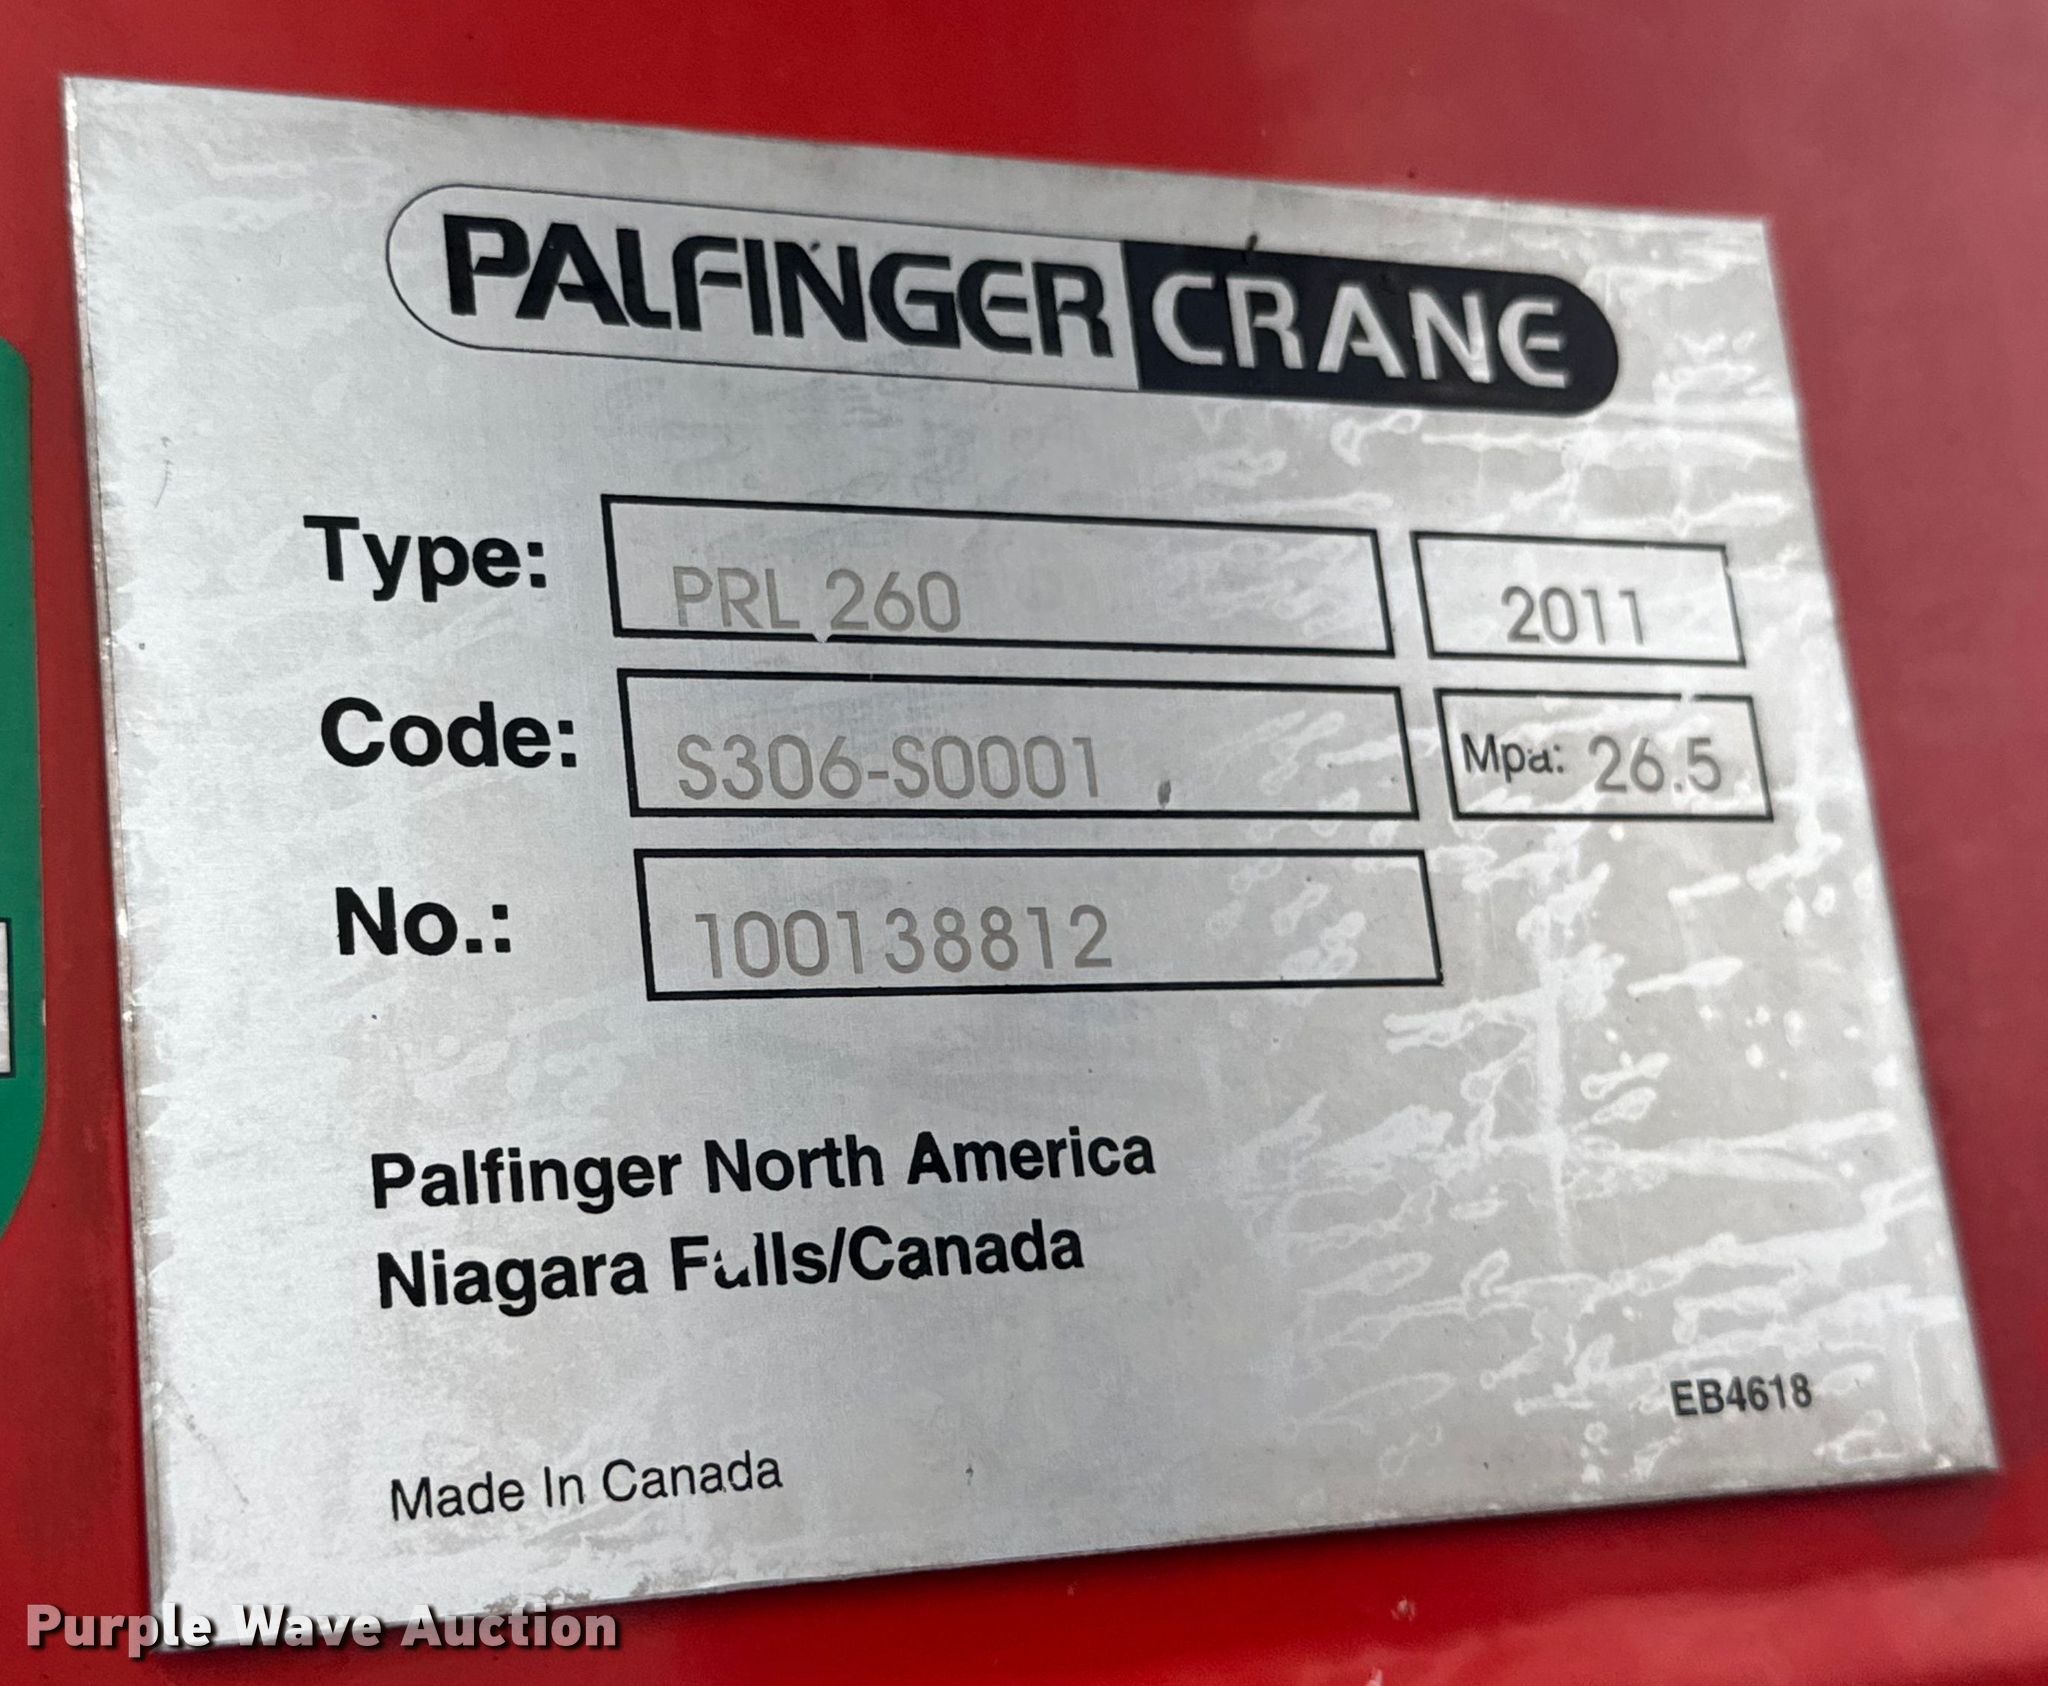 PALFINGER CRANE
Type: PRL 260 2011
Code: S306-S0001 Mpa: 26.5
No.: 100138812
Palfinger North America
Niagara Falls/Canada
EB4618
Made In Canada
Purple Wave Auction